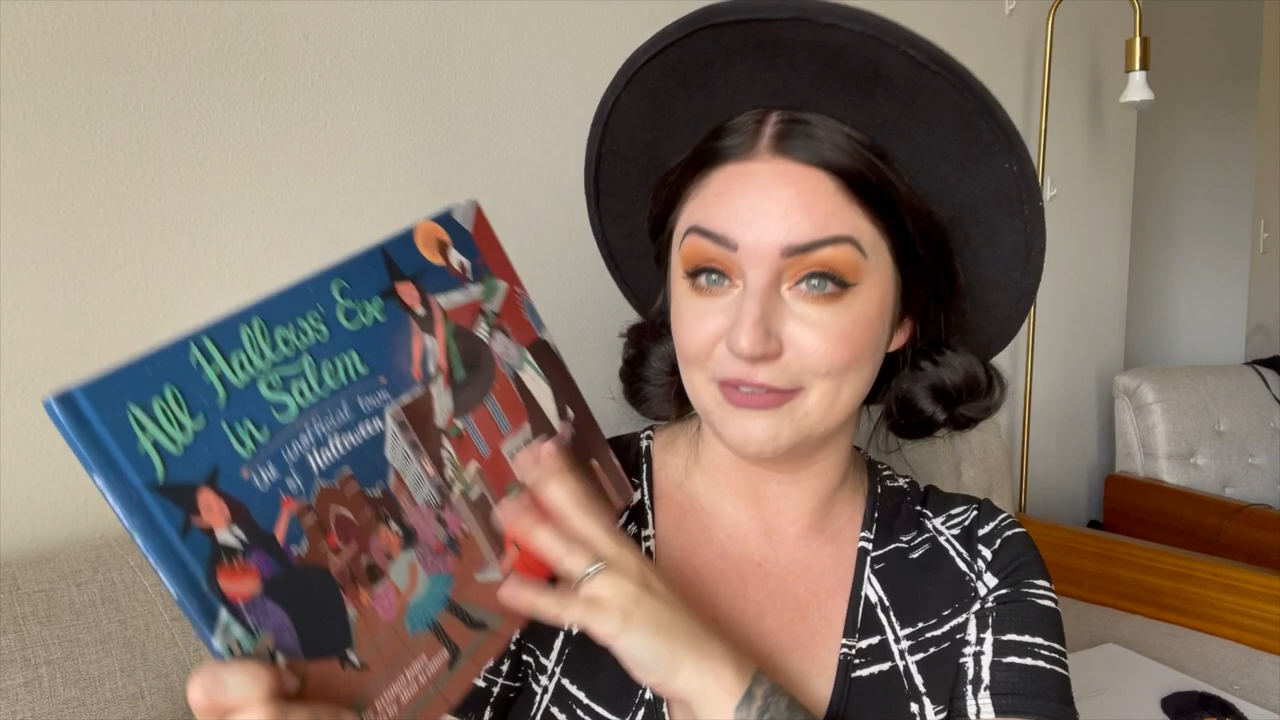 All Hallows' Eve
in Salem
the unofficial town
of Halloween